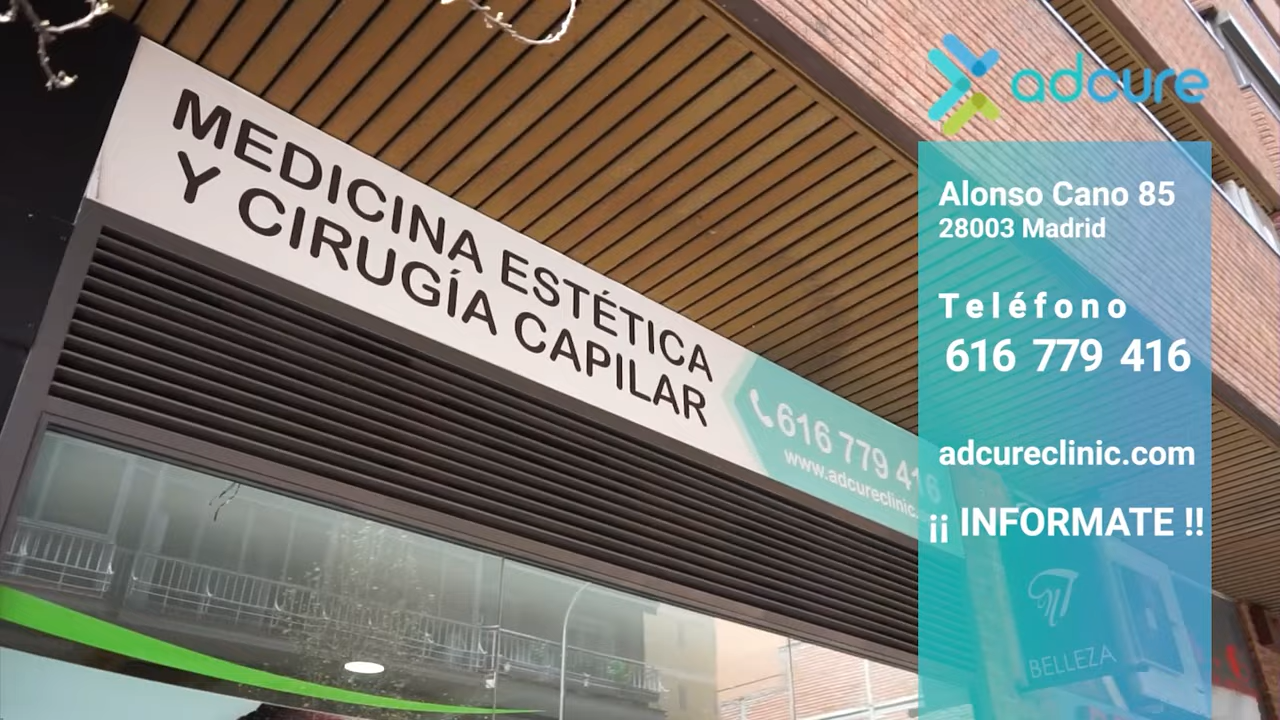 MEDICINA ESTÉTICA
Y CIRUGÍA CAPILAR
616 779 416
www.adcureclinic.
adcure
Alonso Cano 85
28003 Madrid
Teléfono
616 779 416
adcureclinic.com
¡¡ INFORMATE !!
BELLEZA